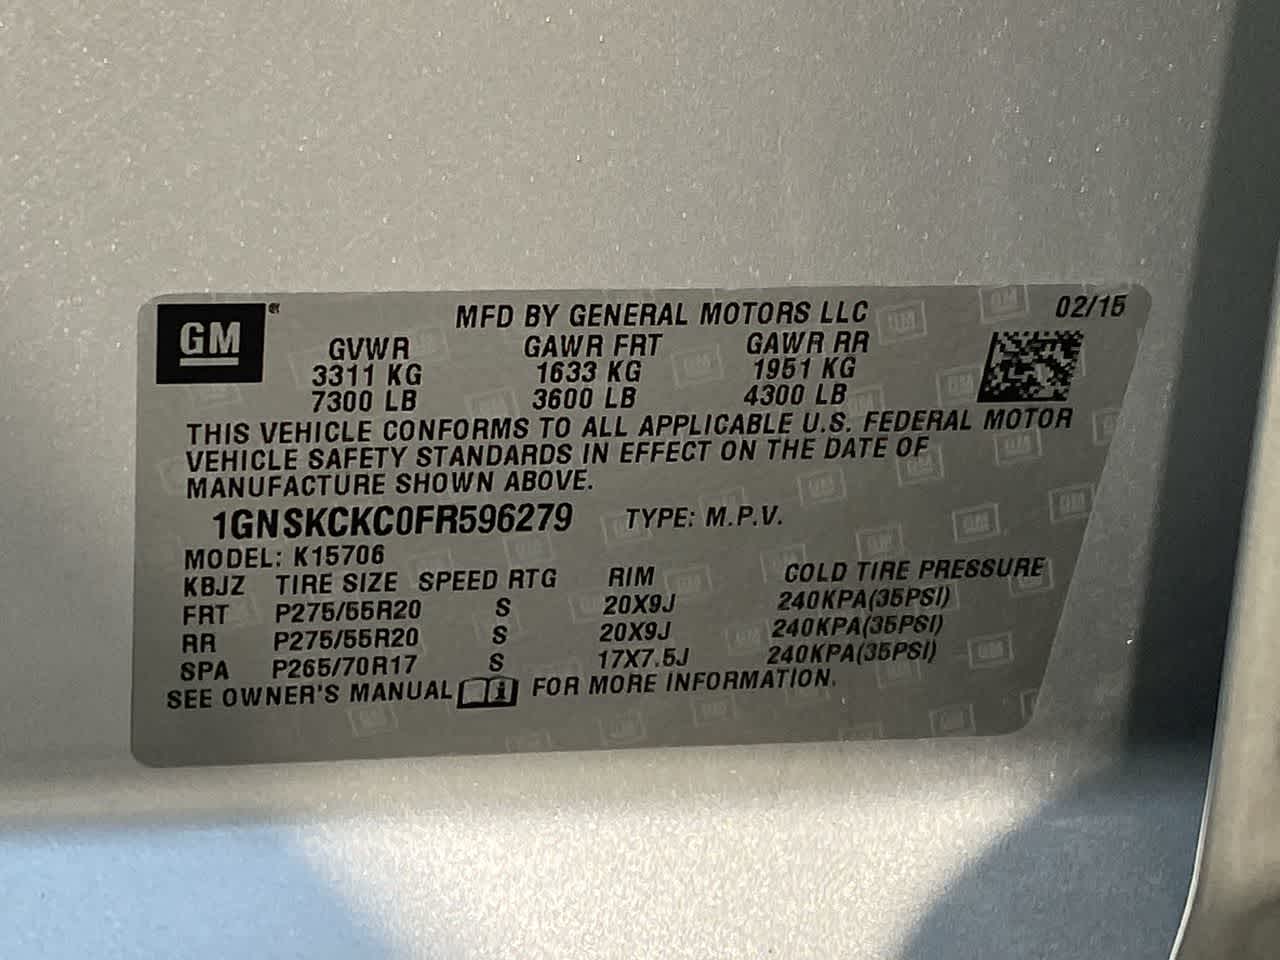 GM
MFD BY GENERAL MOTORS LLC 02/15
GVWR GAWR FRT GAWR RR
3311 KG 1633 KG 1951 KG
7300 LB 3600 LB 4300 LB
THIS VEHICLE CONFORMS TO ALL APPLICABLE U.S. FEDERAL MOTOR
VEHICLE SAFETY STANDARDS IN EFFECT ON THE DATE OF
MANUFACTURE SHOWN ABOVE.
1GNSKCKC0FR596279 TYPE: M.P.V.
MODEL: K15706
KBJZ TIRE SIZE SPEED RTG RIM COLD TIRE PRESSURE
FRT P275/55R20 S 20X9J 240KPA(35PSI)
RR P275/55R20 S 20X9J 240KPA(35PSI)
SPA P265/70R17 S 17X7.5J 240KPA(35PSI)
SEE OWNER'S MANUAL FOR MORE INFORMATION.